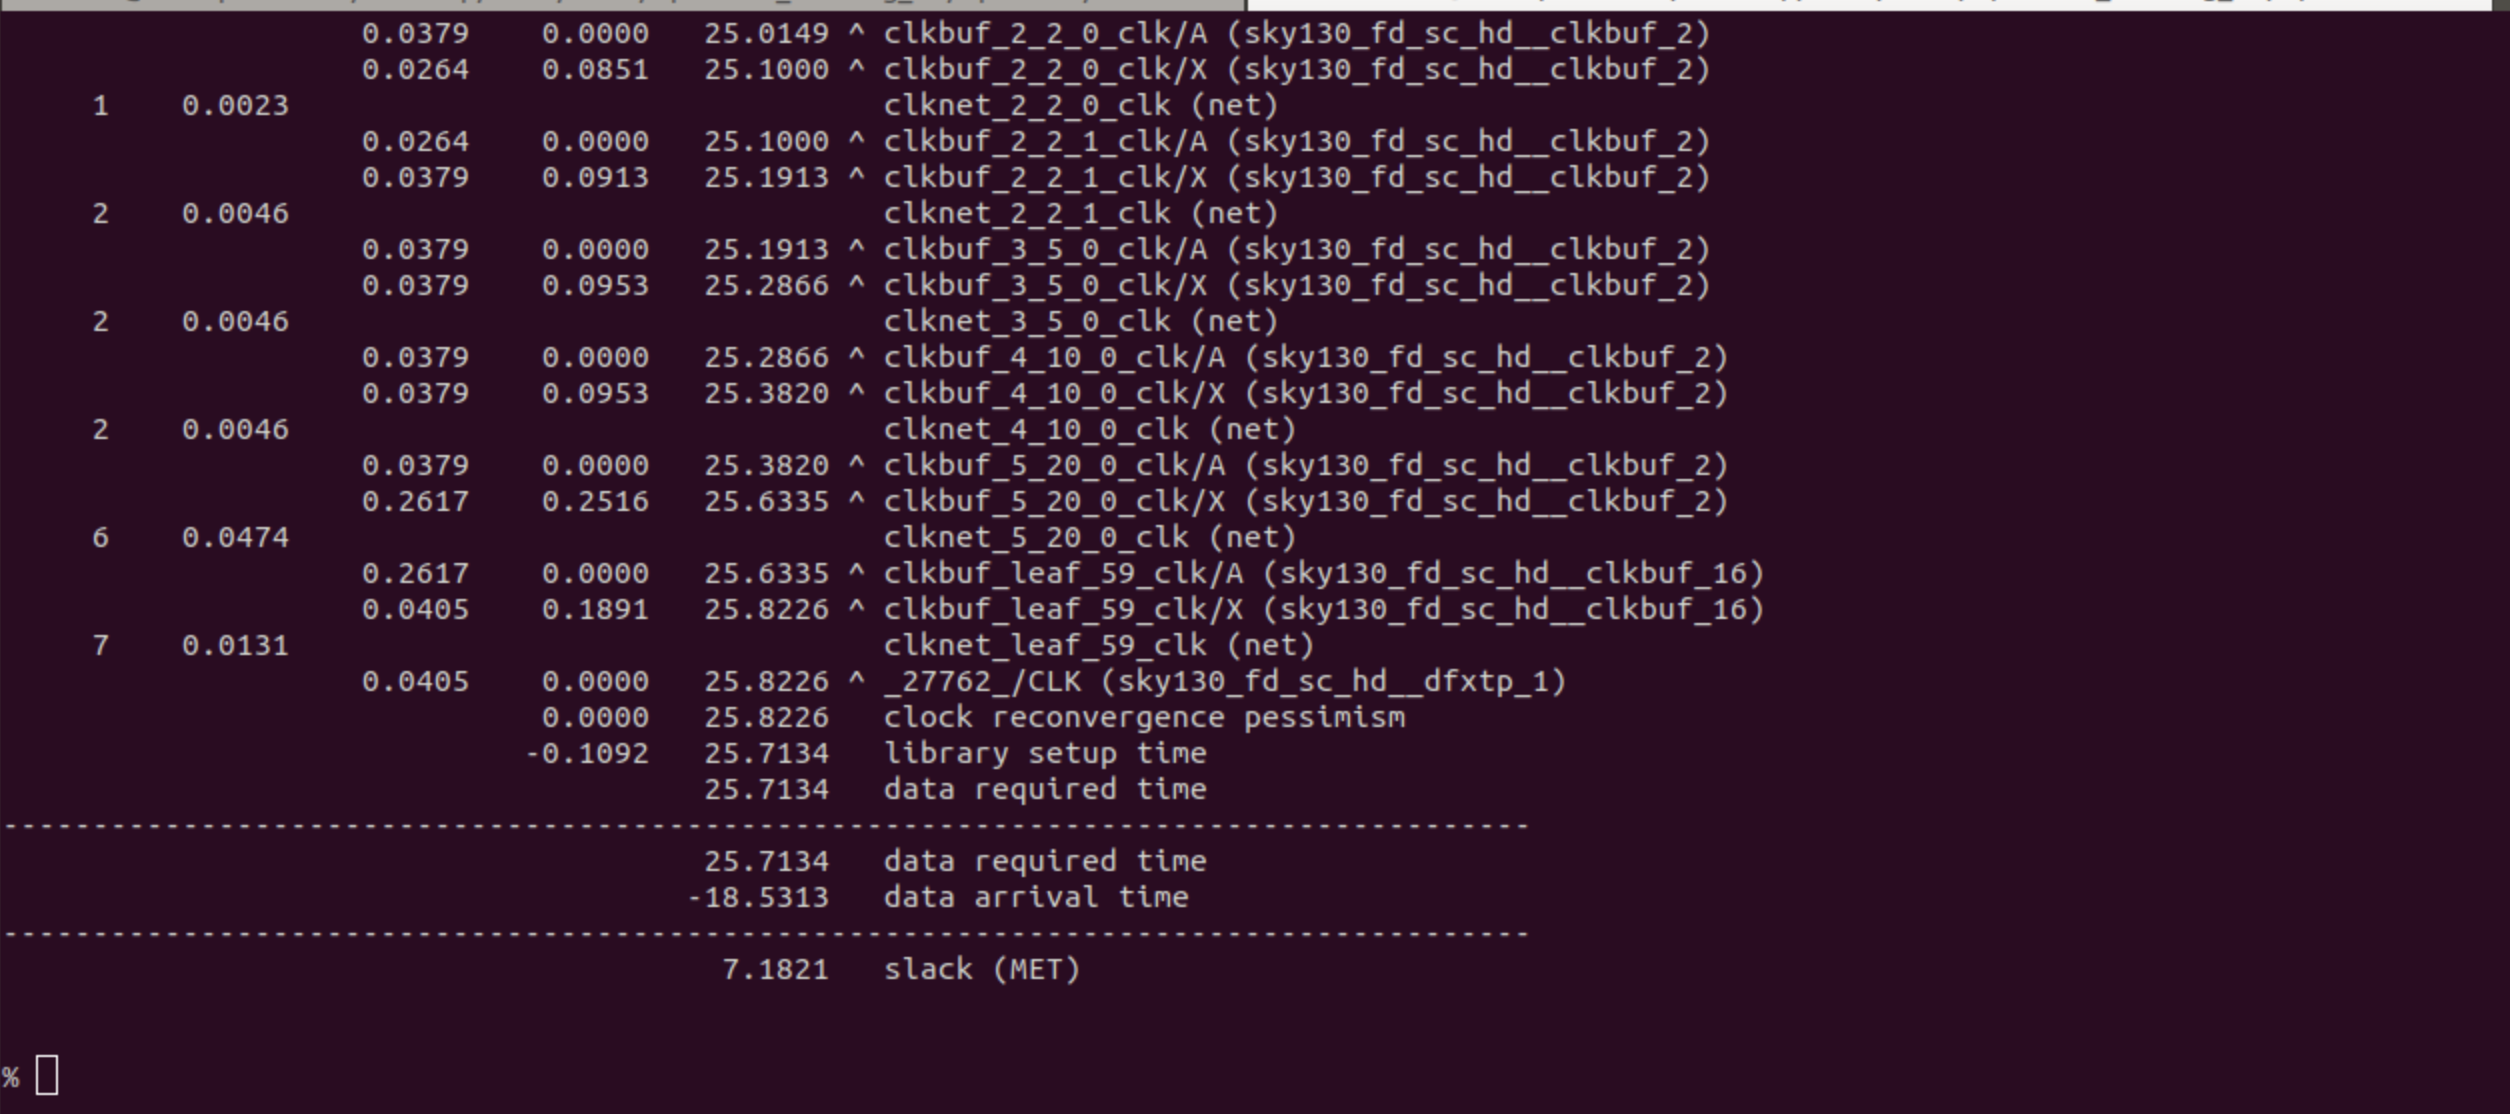 0.0379 0.0000 25.0149 ^ clkbuf_2_2_0_clk/A (sky130_fd_sc_hd__clkbuf_2)
0.0264 0.0851 25.1000 ^ clkbuf_2_2_0_clk/X (sky130_fd_sc_hd__clkbuf_2)
1 0.0023 clknet_2_2_0_clk (net)
0.0264 0.0000 25.1000 ^ clkbuf_2_2_1_clk/A (sky130_fd_sc_hd__clkbuf_2)
0.0379 0.0913 25.1913 ^ clkbuf_2_2_1_clk/X (sky130_fd_sc_hd__clkbuf_2)
2 0.0046 clknet_2_2_1_clk (net)
0.0379 0.0000 25.1913 ^ clkbuf_3_5_0_clk/A (sky130_fd_sc_hd__clkbuf_2)
0.0379 0.0953 25.2866 ^ clkbuf_3_5_0_clk/X (sky130_fd_sc_hd__clkbuf_2)
2 0.0046 clknet_3_5_0_clk (net)
0.0379 0.0000 25.2866 ^ clkbuf_4_10_0_clk/A (sky130_fd_sc_hd__clkbuf_2)
0.0379 0.0953 25.3820 ^ clkbuf_4_10_0_clk/X (sky130_fd_sc_hd__clkbuf_2)
2 0.0046 clknet_4_10_0_clk (net)
0.0379 0.0000 25.3820 ^ clkbuf_5_20_0_clk/A (sky130_fd_sc_hd__clkbuf_2)
0.2617 0.2516 25.6335 ^ clkbuf_5_20_0_clk/X (sky130_fd_sc_hd__clkbuf_2)
6 0.0474 clknet_5_20_0_clk (net)
0.2617 0.0000 25.6335 ^ clkbuf_leaf_59_clk/A (sky130_fd_sc_hd__clkbuf_16)
0.0405 0.1891 25.8226 ^ clkbuf_leaf_59_clk/X (sky130_fd_sc_hd__clkbuf_16)
7 0.0131 clknet_leaf_59_clk (net)
0.0405 0.0000 25.8226 ^ _27762_/CLK (sky130_fd_sc_hd__dfxtp_1)
0.0000 25.8226 clock reconvergence pessimism
-0.1092 25.7134 library setup time
25.7134 data required time
-------------------------------------------------------------------------------------
25.7134 data required time
-18.5313 data arrival time
-------------------------------------------------------------------------------------
7.1821 slack (MET)
%